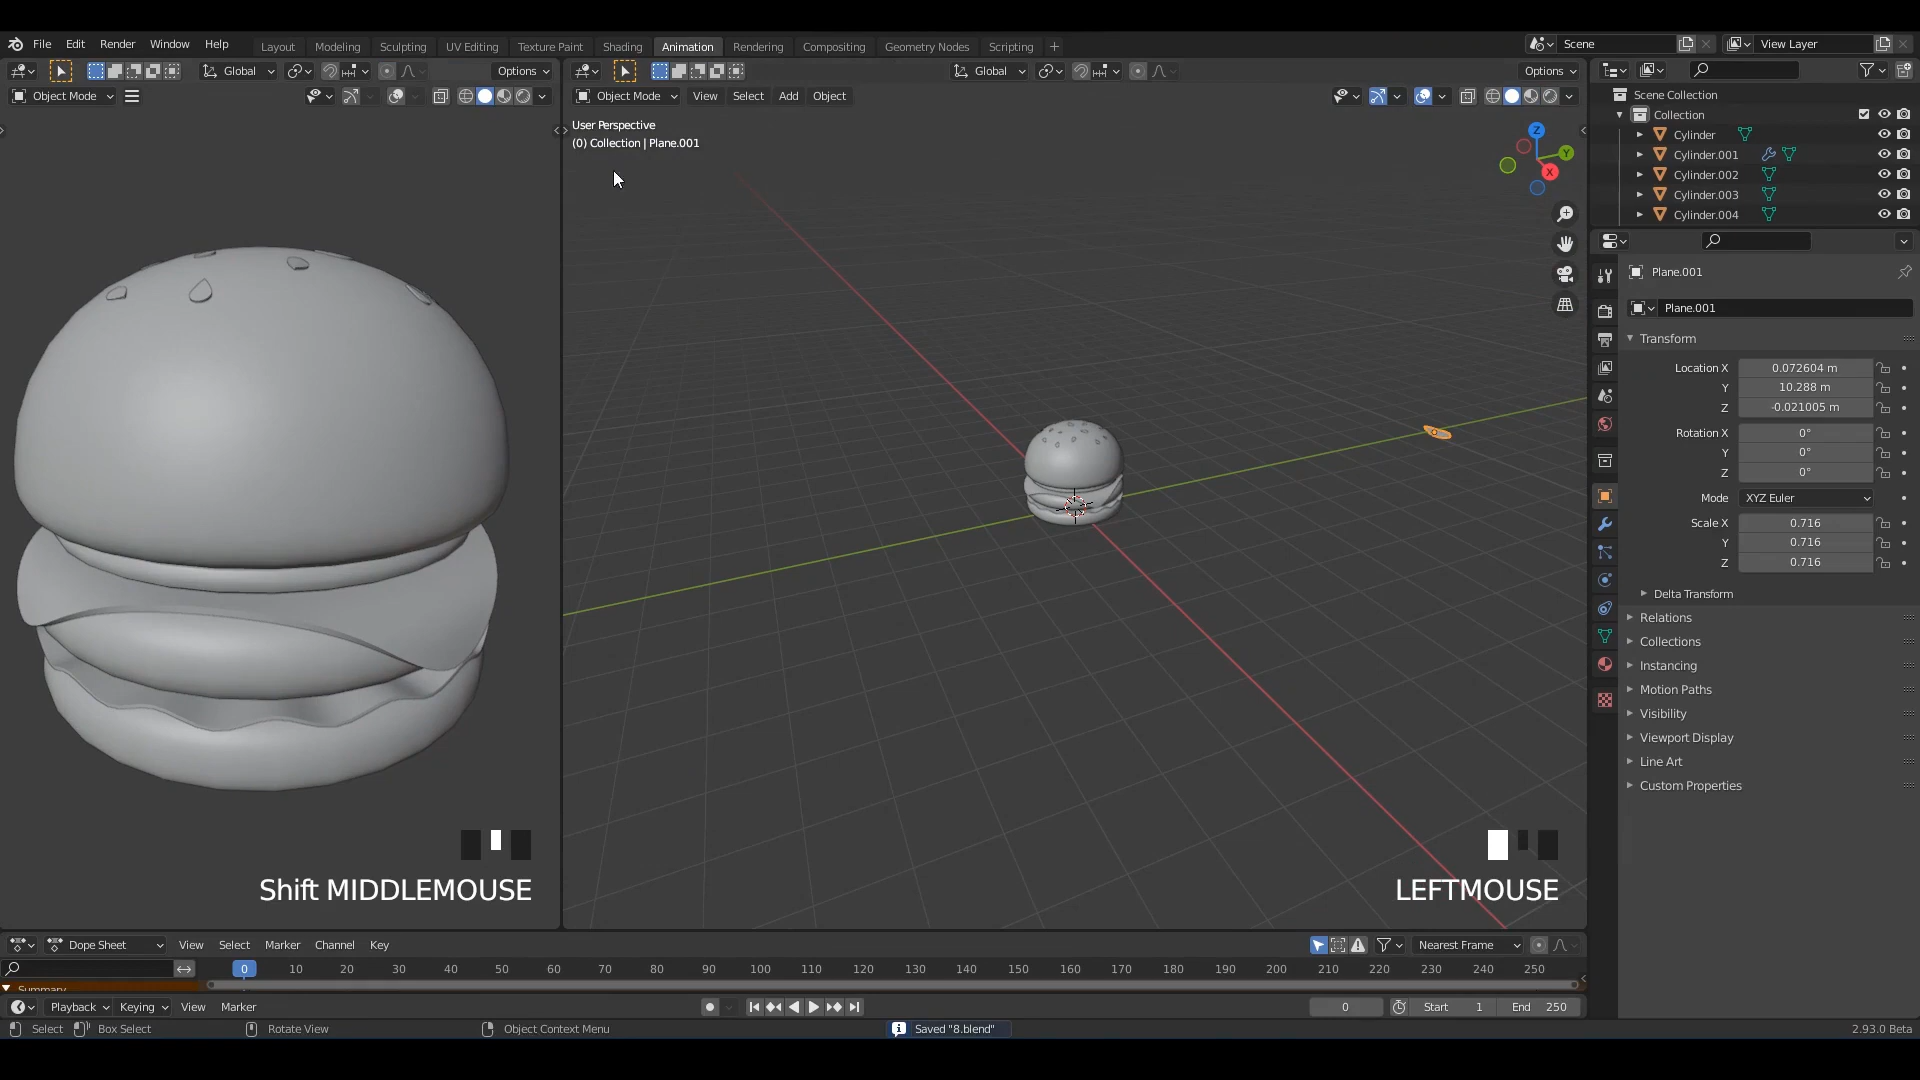 File Edit Render Window Help Layout Modeling Sculpting UV Editing Texture Paint Shading Animation Rendering Compositing Geometry Nodes Scripting + Scene View Layer
Global Options Global Options
Object Mode Object Mode View Select Add Object
User Perspective
(0) Collection | Plane.001
Z
Y
X
Scene Collection
Collection
Cylinder
Cylinder.001
Cylinder.002
Cylinder.003
Cylinder.004
Plane.001
Plane.001
Transform
Location X 0.072604 m
Y 10.288 m
Z -0.021005 m
Rotation X 0°
Y 0°
Z 0°
Mode XYZ Euler
Scale X 0.716
Y 0.716
Z 0.716
Delta Transform
Relations
Collections
Instancing
Motion Paths
Visibility
Viewport Display
Line Art
Custom Properties
Shift MIDDLEMOUSE
LEFTMOUSE
Dope Sheet View Select Marker Channel Key Nearest Frame
0 10 20 30 40 50 60 70 80 90 100 110 120 130 140 150 160 170 180 190 200 210 220 230 240 250
Summary
Playback Keying View Marker 0 Start 1 End 250
Select Box Select Rotate View Object Context Menu Saved "8.blend" 2.93.0 Beta